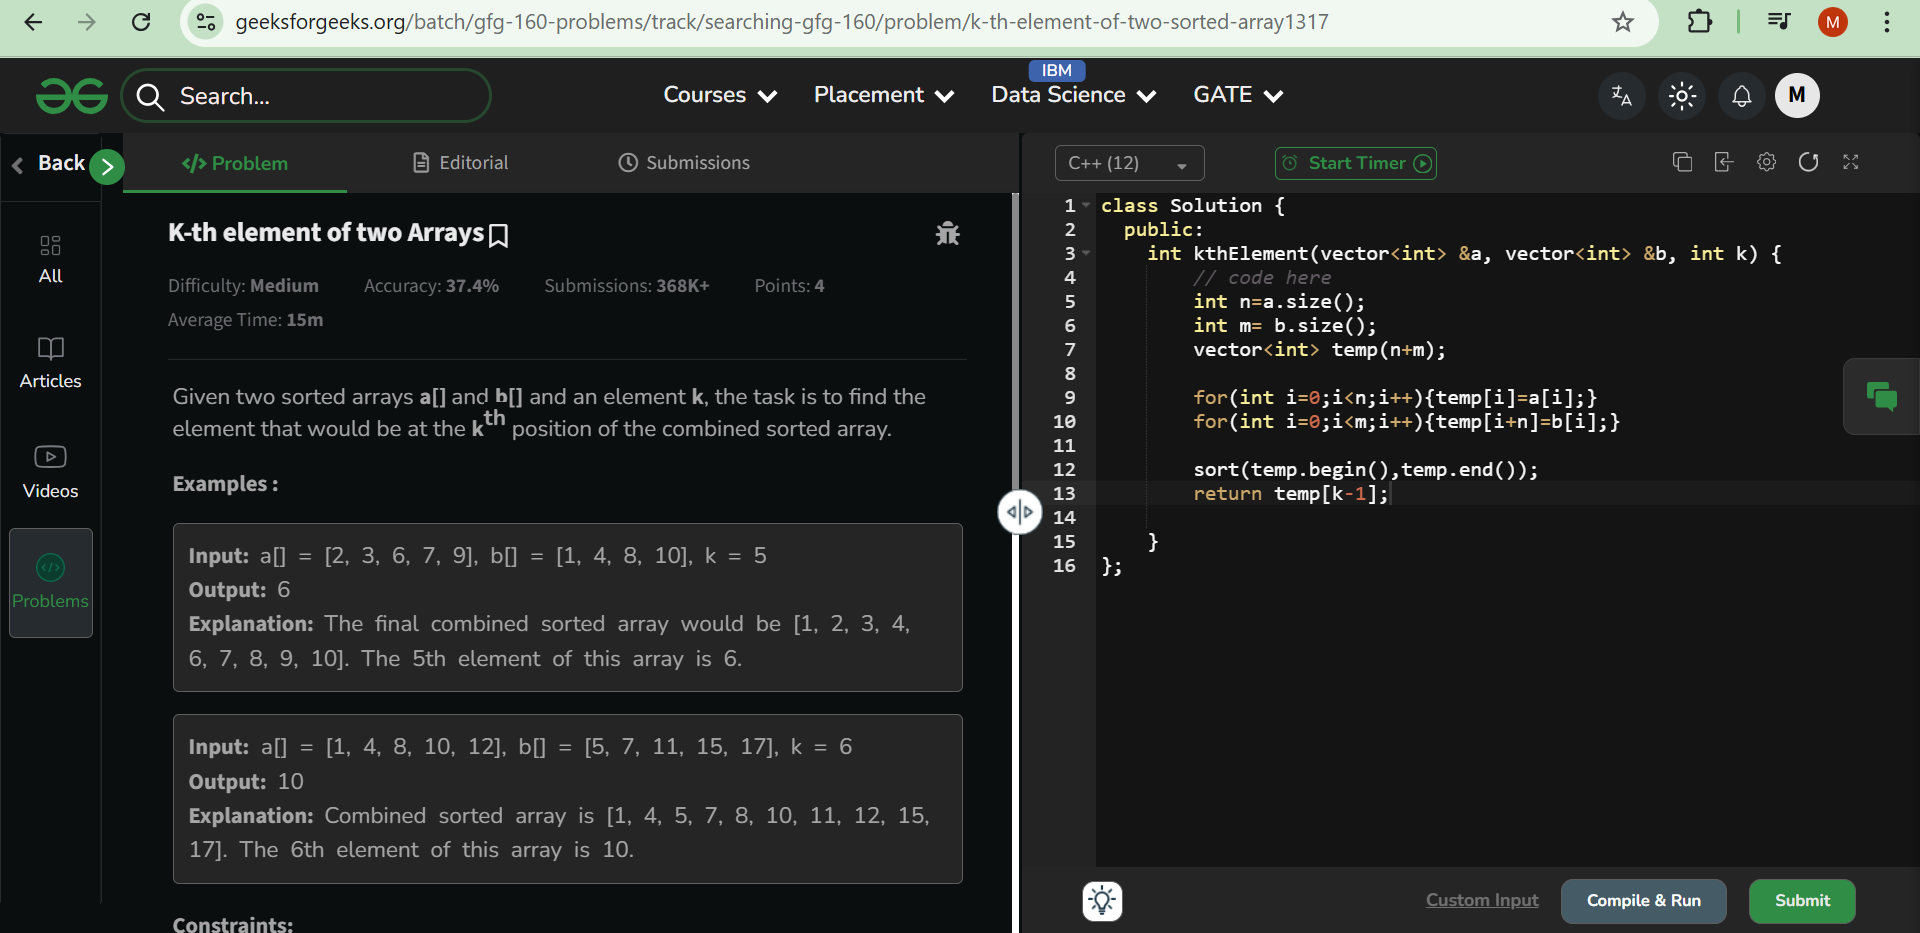 geeksforgeeks.org/batch/gfg-160-problems/track/searching-gfg-160/problem/k-th-element-of-two-sorted-array1317
M
Search...
Courses
Placement
IBM
Data Science
GATE
M
Back
Problem
Editorial
Submissions
All
Articles
Videos
Problems
K-th element of two Arrays
Difficulty: Medium Accuracy: 37.4% Submissions: 368K+ Points: 4
Average Time: 15m
Given two sorted arrays a[] and b[] and an element k, the task is to find the
element that would be at the kth position of the combined sorted array.
Examples :
Input: a[] = [2, 3, 6, 7, 9], b[] = [1, 4, 8, 10], k = 5
Output: 6
Explanation: The final combined sorted array would be [1, 2, 3, 4,
6, 7, 8, 9, 10]. The 5th element of this array is 6.
Input: a[] = [1, 4, 8, 10, 12], b[] = [5, 7, 11, 15, 17], k = 6
Output: 10
Explanation: Combined sorted array is [1, 4, 5, 7, 8, 10, 11, 12, 15,
17]. The 6th element of this array is 10.
Constraints:
C++ (12)
Start Timer
1 class Solution {
2   public:
3     int kthElement(vector<int> &a, vector<int> &b, int k) {
4         // code here
5         int n=a.size();
6         int m= b.size();
7         vector<int> temp(n+m);
8
9         for(int i=0;i<n;i++){temp[i]=a[i];}
10         for(int i=0;i<m;i++){temp[i+n]=b[i];}
11
12         sort(temp.begin(),temp.end());
13         return temp[k-1];
14
15     }
16 };
Custom Input
Compile & Run
Submit